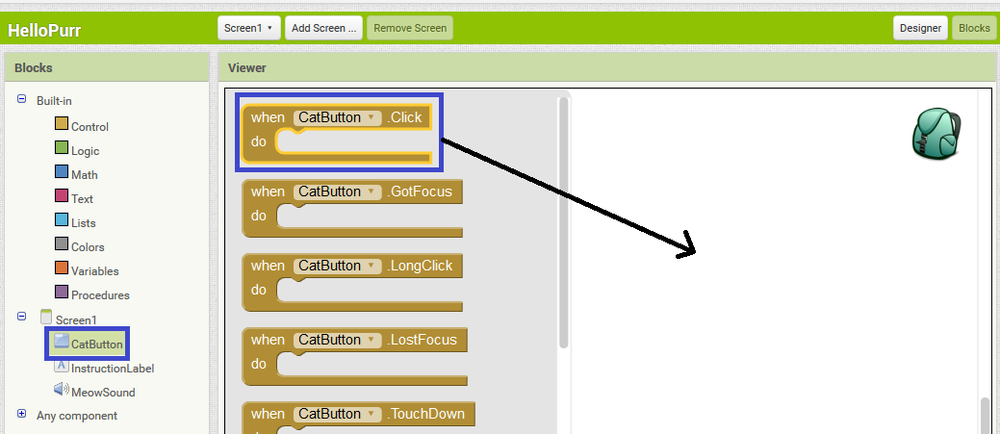 HelloPurr
Screen1
Add Screen ...
Remove Screen
Designer
Blocks
Blocks
Built-in
Control
Logic
Math
Text
Lists
Colors
Variables
Procedures
Screen1
CatButton
A InstructionLabel
MeowSound
Any component
Viewer
when CatButton .Click
do
when CatButton .GotFocus
do
when CatButton .LongClick
do
when CatButton .LostFocus
do
when CatButton .TouchDown
do